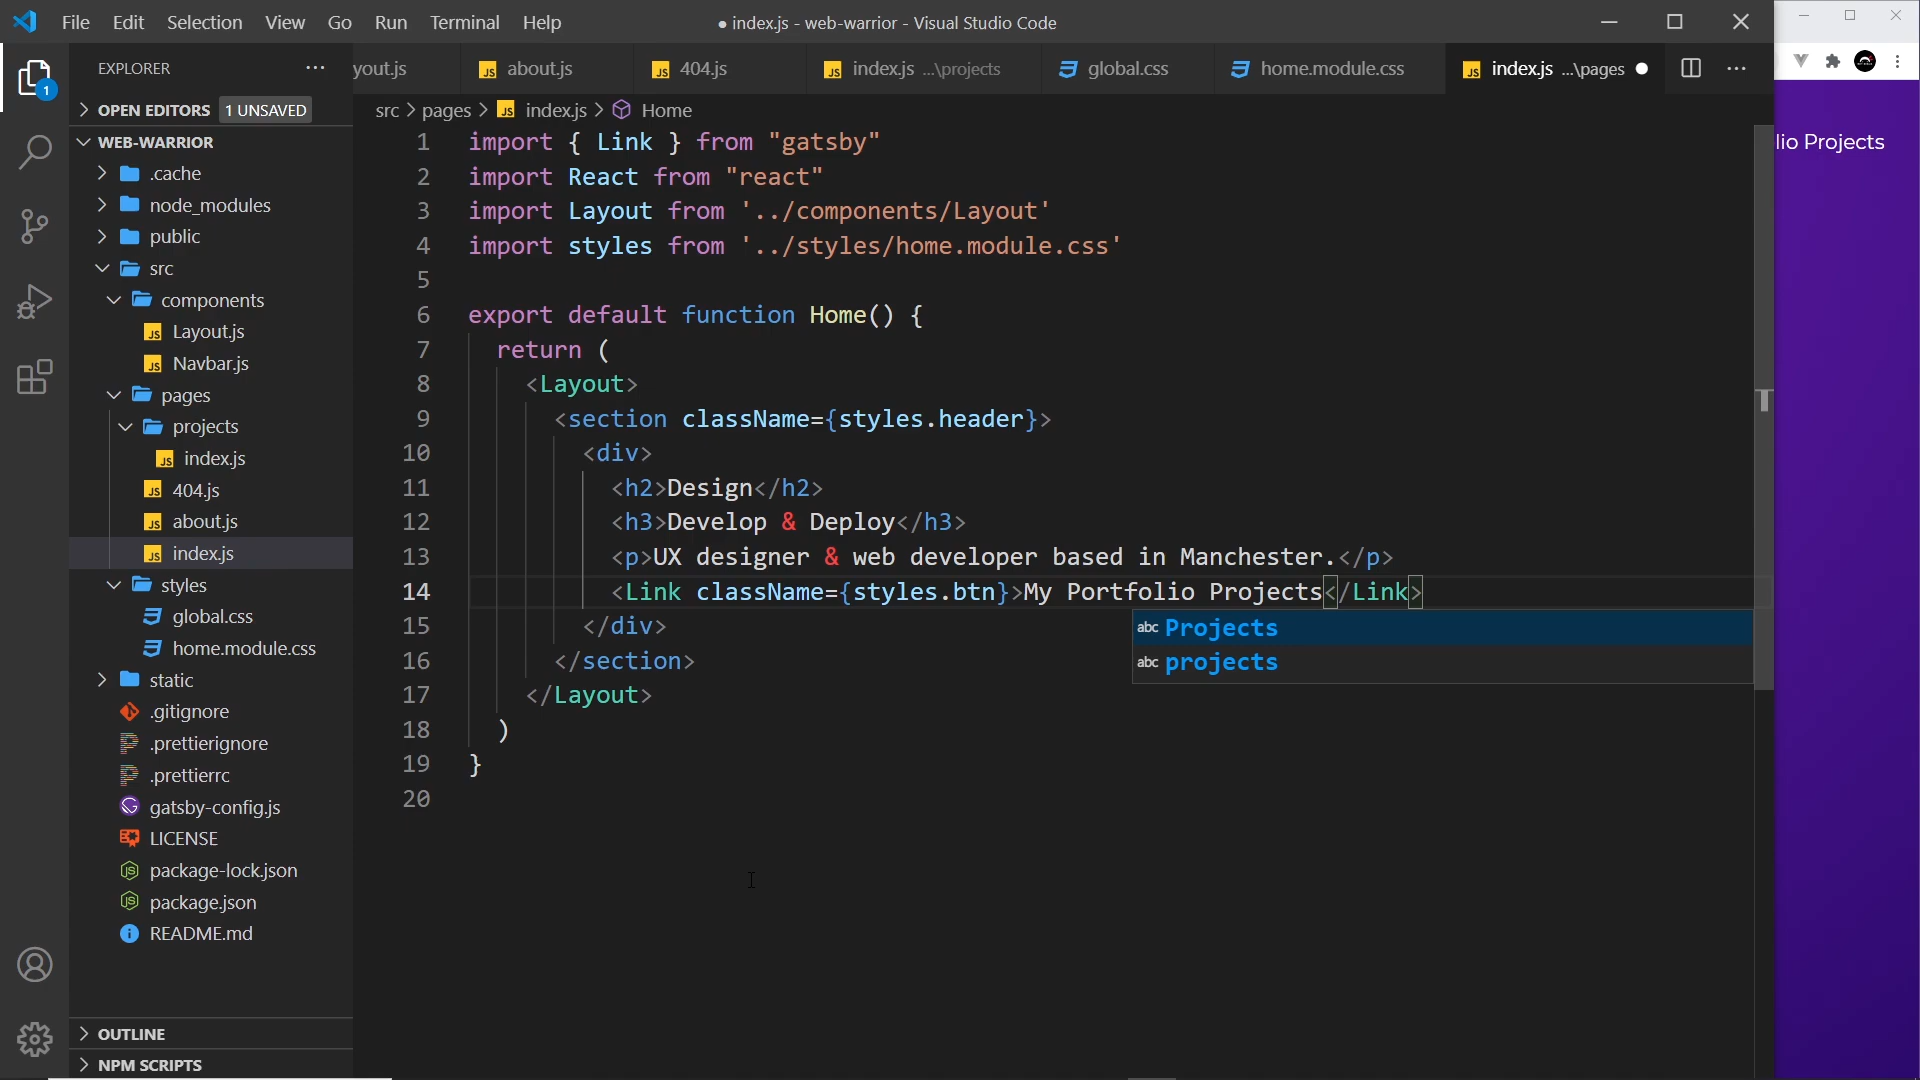 File Edit Selection View Go Run Terminal Help
● index.js - web-warrior - Visual Studio Code
EXPLORER
yout.js
about.js
404.js
index.js ...\projects
global.css
home.module.css
index.js ...\pages
OPEN EDITORS 1 UNSAVED
src > pages > index.js > Home
WEB-WARRIOR
.cache
node_modules
public
src
components
Layout.js
Navbar.js
pages
projects
index.js
404.js
about.js
index.js
styles
global.css
home.module.css
static
.gitignore
.prettierignore
.prettierrc
gatsby-config.js
LICENSE
package-lock.json
package.json
README.md
OUTLINE
NPM SCRIPTS
1
1 import { Link } from "gatsby"
2 import React from "react"
3 import Layout from '../components/Layout'
4 import styles from '../styles/home.module.css'
5
6 export default function Home() {
7 return (
8 <Layout>
9 <section className={styles.header}>
10 <div>
11 <h2>Design</h2>
12 <h3>Develop & Deploy</h3>
13 <p>UX designer & web developer based in Manchester.</p>
14 <Link className={styles.btn}>My Portfolio Projects</Link>
15 </div>
16 </section>
17 </Layout>
18 )
19 }
20
abc Projects
abc projects
lio Projects